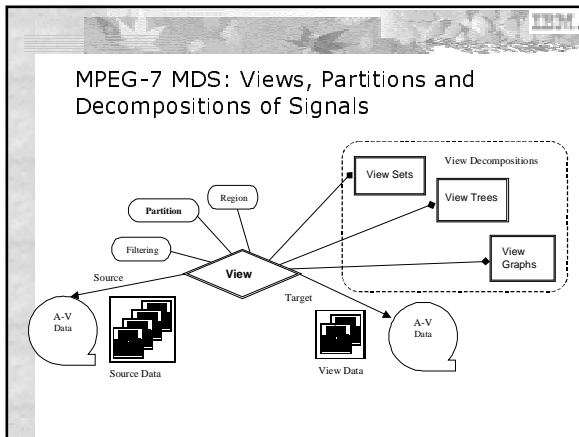 IBM
MPEG-7 MDS: Views, Partitions and
Decompositions of Signals
View Decompositions
View Sets
View Trees
View
Graphs
Region
Partition
Filtering
View
Source
Target
A-V
Data
Source Data
View Data
A-V
Data